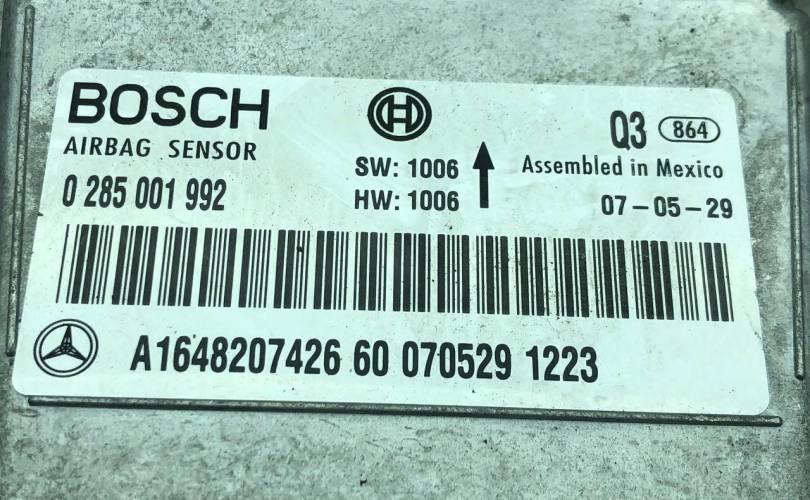 BOSCH
Q3 864
AIRBAG SENSOR
SW: 1006
Assembled in Mexico
0 285 001 992
HW: 1006
07-05-29
A1648207426 60 070529 1223